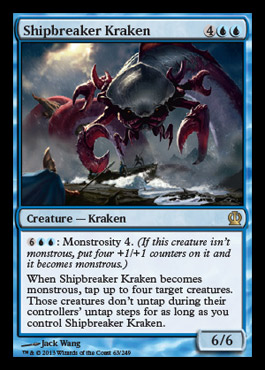 Shipbreaker Kraken 4
Creature — Kraken
6 : Monstrosity 4. (If this creature isn't
monstrous, put four +1/+1 counters on it and
it becomes monstrous.)
When Shipbreaker Kraken becomes
monstrous, tap up to four target creatures.
Those creatures don't untap during their
controllers' untap steps for as long as you
control Shipbreaker Kraken.
6/6
Jack Wang
™ & © 2013 Wizards of the Coast 63/249